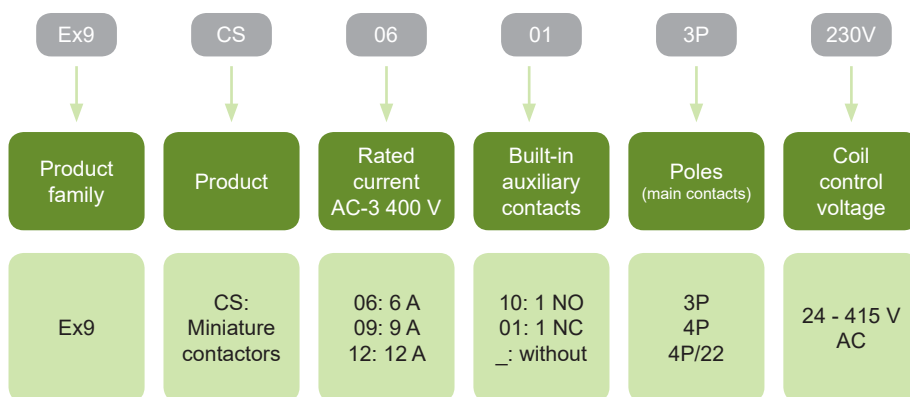 Ex9 CS 06 01 3P 230V
Product
family
Product
Rated
current
AC-3 400 V
Built-in
auxiliary
contacts
Poles
(main contacts)
Coil
control
voltage
Ex9
CS:
Miniature
contactors
06: 6 A
09: 9 A
12: 12 A
10: 1 NO
01: 1 NC
_: without
3P
4P
4P/22
24 - 415 V
AC